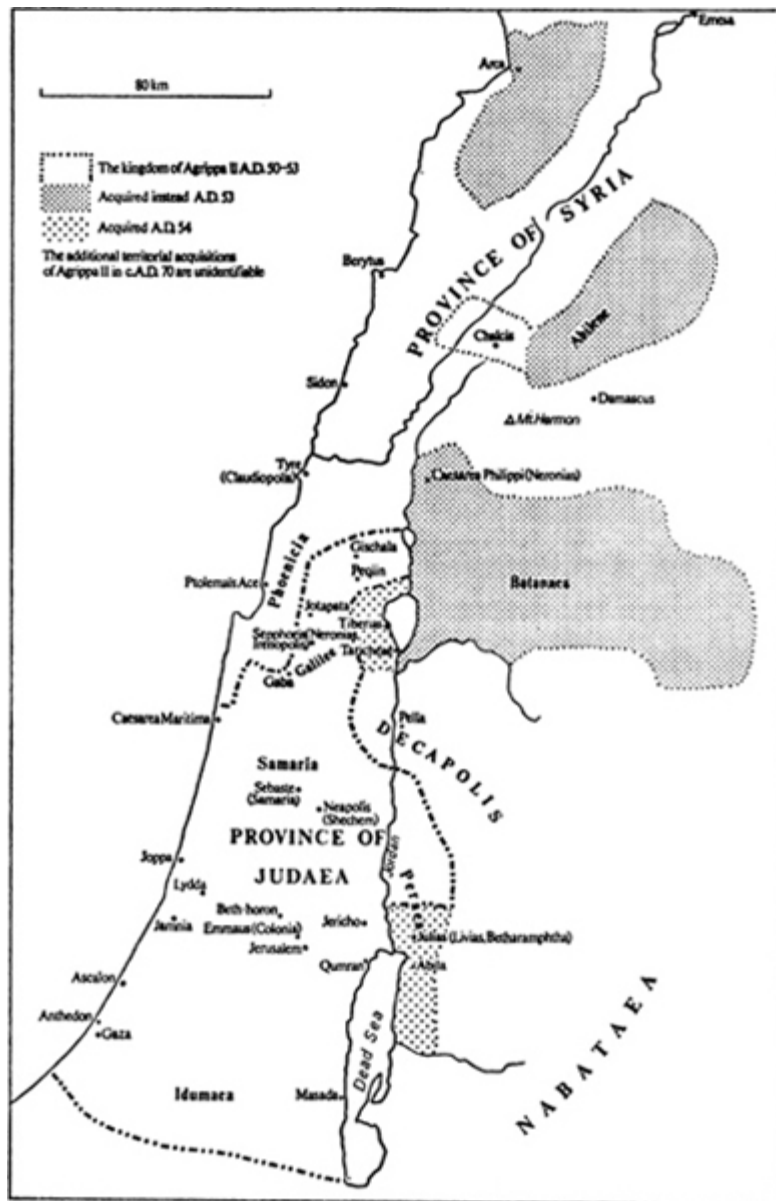 Emesa
Arca
80 km
The kingdom of Agrippa II A.D. 50–53
Acquired instead A.D. 53
Acquired A.D. 54
The additional territorial acquisitions
of Agrippa II in c.A.D. 70 are unidentifiable
PROVINCE OF SYRIA
Berytus
Chalcis
Abilene
Sidon
Damascus
Mt. Hermon
Tyre
(Claudiopolis)
Caesarea Philippi (Neronias)
Phoenicia
Gischala
Peqiin
Ptolemais Ace
Batanaea
Jotapata
Tiberias
Sepphoris (Neronias,
Irenopolis)
Taricheae
Galilee
Gaba
Caesarea Maritima
Pella
DECAPOLIS
Samaria
Sebaste
(Samaria)
Neapolis
(Shechem)
PROVINCE OF
JUDAEA
Jordan
Peraea
Joppa
Lydda
Beth-horon
Jamnia
Emmaus (Colonia)
Jericho
Julias (Livias, Betharamphtha)
Jerusalem
Qumran
Abila
Ascalon
Anthedon
Gaza
Dead Sea
NABATAEA
Idumaea
Masada